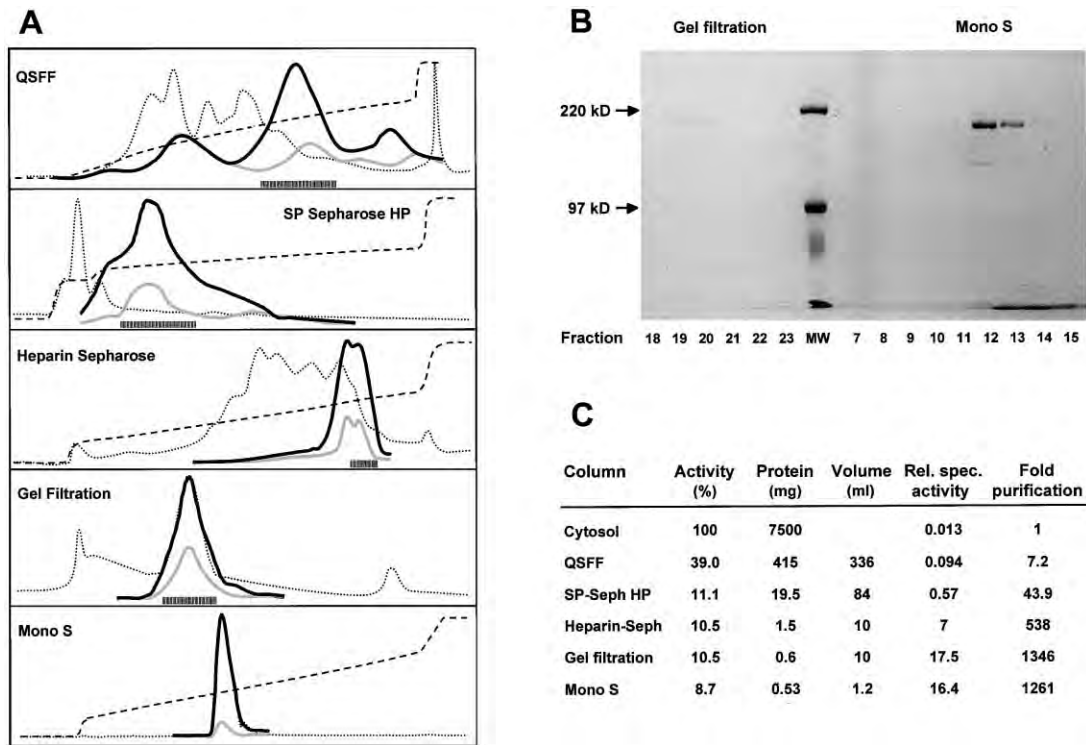 A
QSFF
SP Sepharose HP
Heparin Sepharose
Gel Filtration
Mono S
B
Gel filtration Mono S
220 kD
97 kD
Fraction 18 19 20 21 22 23 MW 7 8 9 10 11 12 13 14 15
C
Column Activity Protein Volume Rel. spec. Fold
(%) (mg) (ml) activity purification
Cytosol 100 7500 0.013 1
QSFF 39.0 415 336 0.094 7.2
SP-Seph HP 11.1 19.5 84 0.57 43.9
Heparin-Seph 10.5 1.5 10 7 538
Gel filtration 10.5 0.6 10 17.5 1346
Mono S 8.7 0.53 1.2 16.4 1261